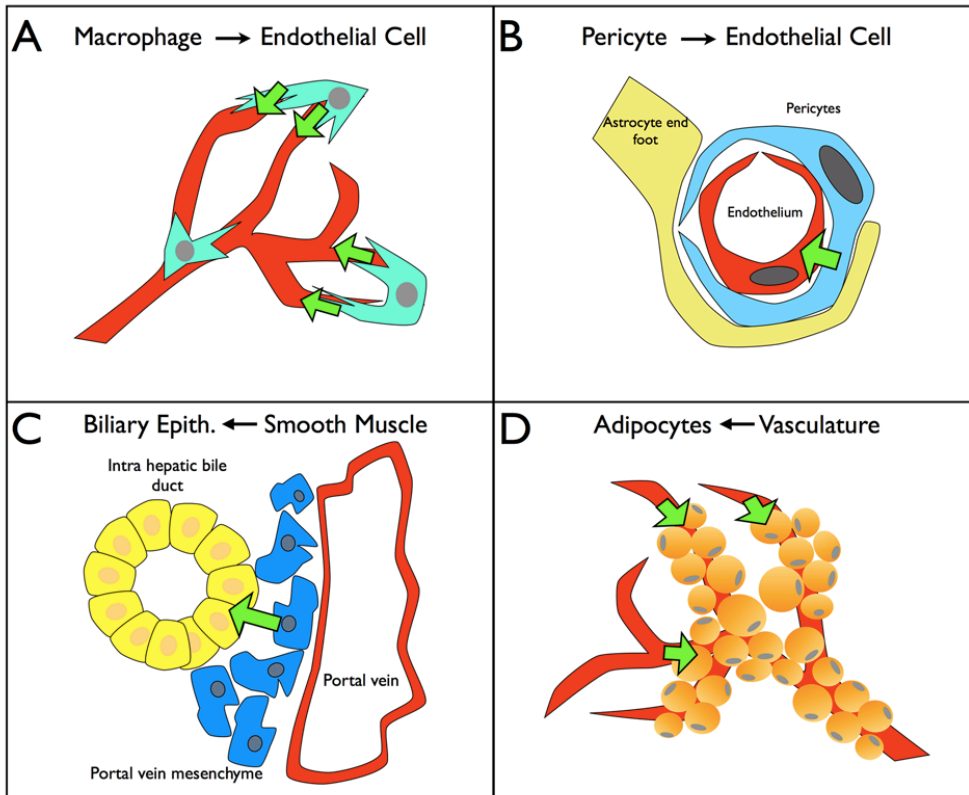 A
Macrophage → Endothelial Cell
B
Pericyte → Endothelial Cell
Astrocyte end
foot
Pericytes
Endothelium
C
Biliary Epith. ← Smooth Muscle
Intra hepatic bile
duct
Portal vein
Portal vein mesenchyme
D
Adipocytes ← Vasculature